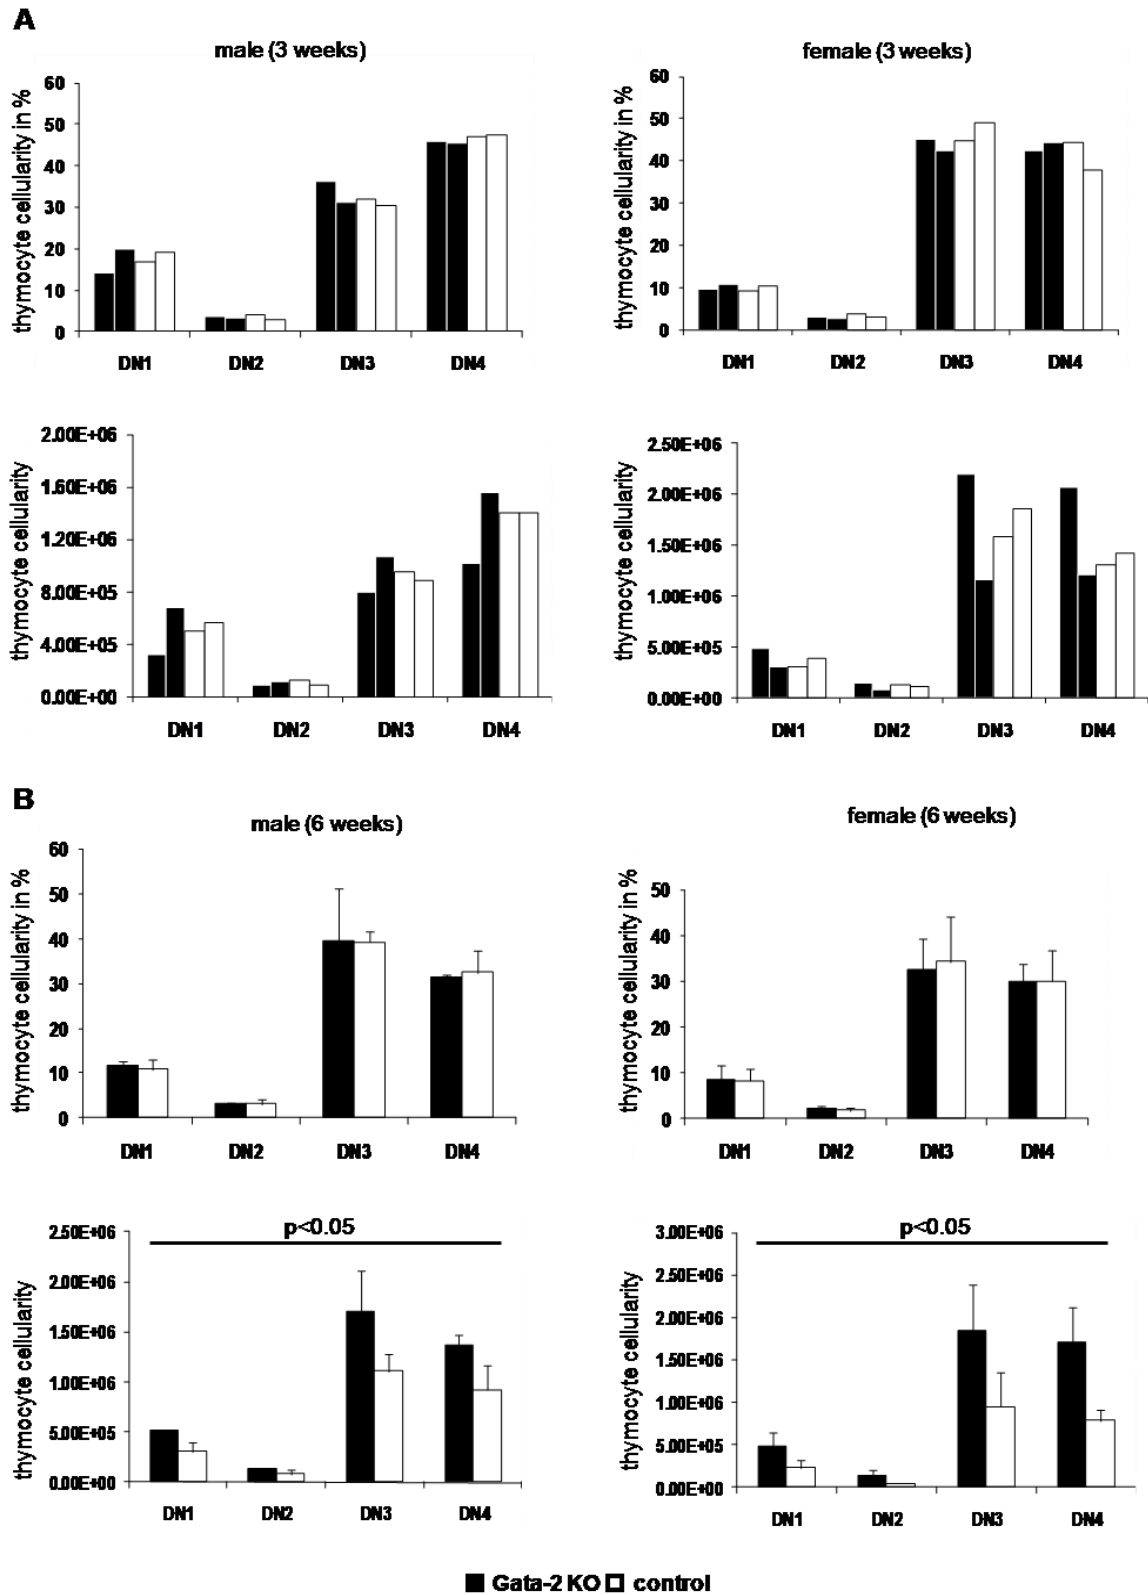 A
male (3 weeks)
female (3 weeks)
thymocyte cellularity in %
60
50
40
30
20
10
0
DN1 DN2 DN3 DN4
thymocyte cellularity in %
60
50
40
30
20
10
0
DN1 DN2 DN3 DN4
thymocyte cellularity
2.00E+06
1.60E+06
1.20E+06
8.00E+05
4.00E+05
0.00E+00
DN1 DN2 DN3 DN4
thymocyte cellularity
2.50E+06
2.00E+06
1.50E+06
1.00E+06
5.00E+05
0.00E+00
DN1 DN2 DN3 DN4
B
male (6 weeks)
female (6 weeks)
thymocyte cellularity in %
60
50
40
30
20
10
0
DN1 DN2 DN3 DN4
thymocyte cellularity in %
50
40
30
20
10
0
DN1 DN2 DN3 DN4
p<0.05
thymocyte cellularity
2.50E+06
2.00E+06
1.50E+06
1.00E+06
5.00E+05
0.00E+00
DN1 DN2 DN3 DN4
p<0.05
thymocyte cellularity
3.00E+06
2.50E+06
2.00E+06
1.50E+06
1.00E+06
5.00E+05
0.00E+00
DN1 DN2 DN3 DN4
Gata-2 KO control